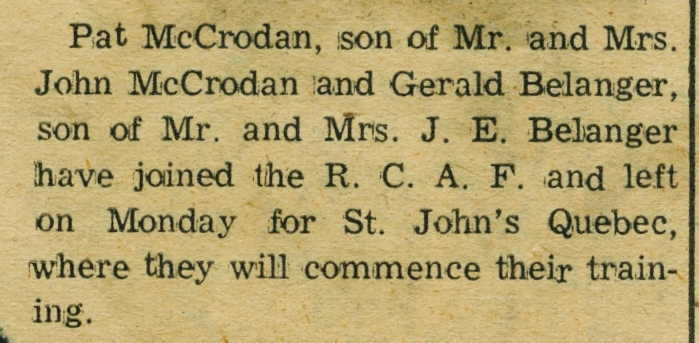 Pat McCrodan, son of Mr. and Mrs.
John McCrodan and Gerald Belanger,
son of Mr. and Mrs. J. E. Belanger
have joined the R. C. A. F. and left
on Monday for St. John's Quebec,
where they will commence their train-
ing.